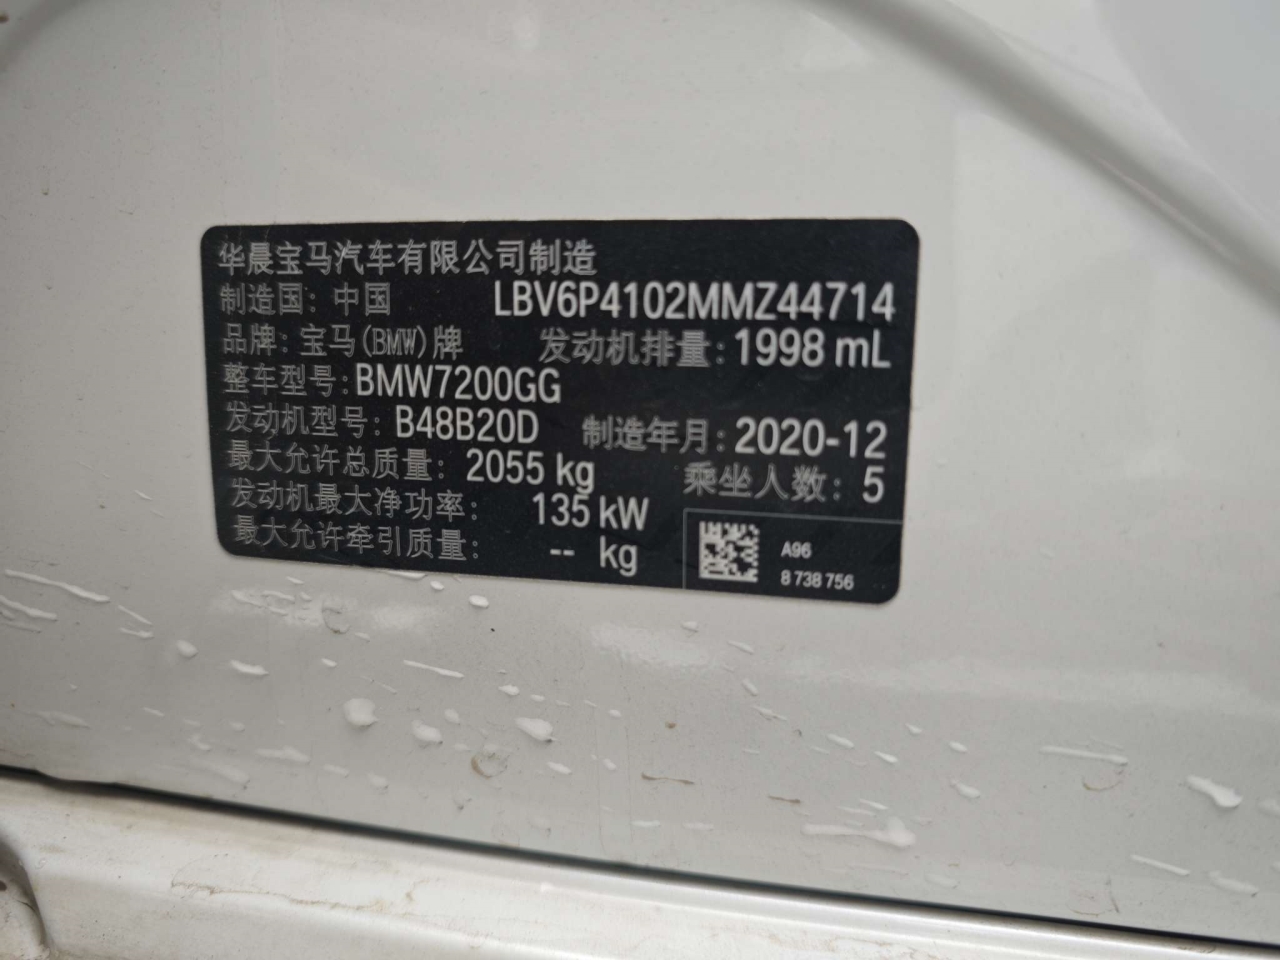 华晨宝马汽车有限公司制造
制造国：中国 LBV6P4102MMZ44714
品牌：宝马(BMW)牌 发动机排量：1998 mL
整车型号：BMW7200GG
发动机型号：B48B20D 制造年月：2020-12
最大允许总质量：2055 kg 乘坐人数：5
发动机最大净功率：135 kW
最大允许牵引质量：-- kg
A96
8 738 756